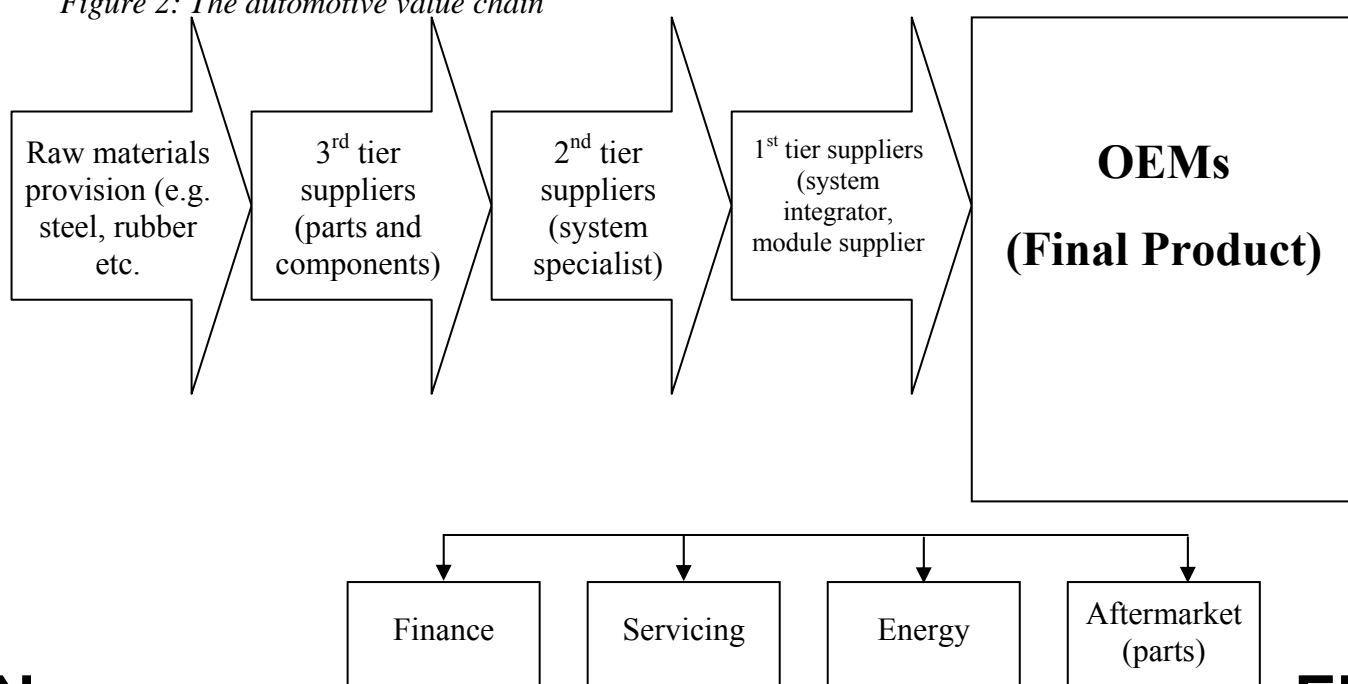 Figure 2: The automotive value chain
Raw materials
provision (e.g.
steel, rubber
etc.
3rd tier
suppliers
(parts and
components)
2nd tier
suppliers
(system
specialist)
1st tier suppliers
(system
integrator,
module supplier
OEMs
(Final Product)
Finance
Servicing
Energy
Aftermarket
(parts)